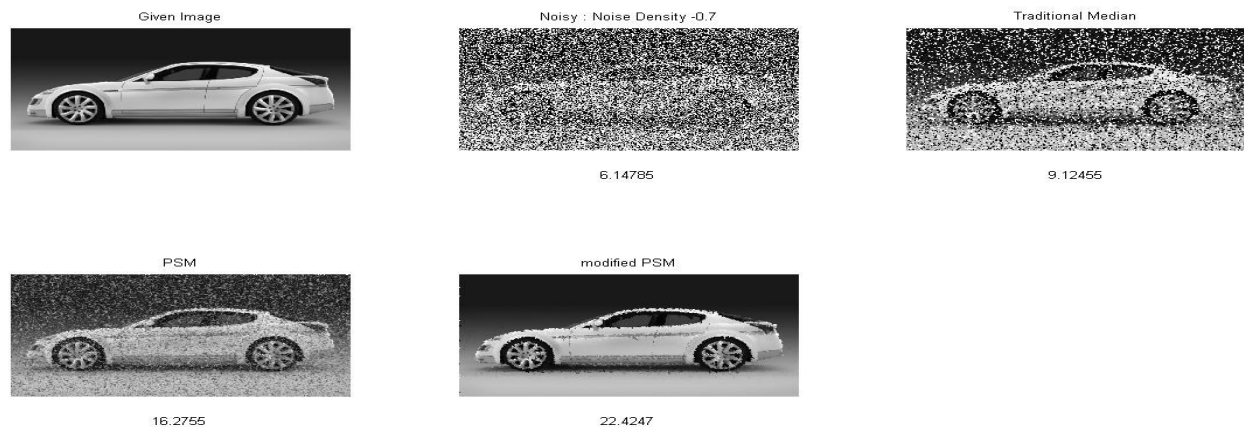 Given Image
Noisy : Noise Density -0.7
Traditional Median
6.14785
9.12455
PSM
modified PSM
16.2755
22.4247